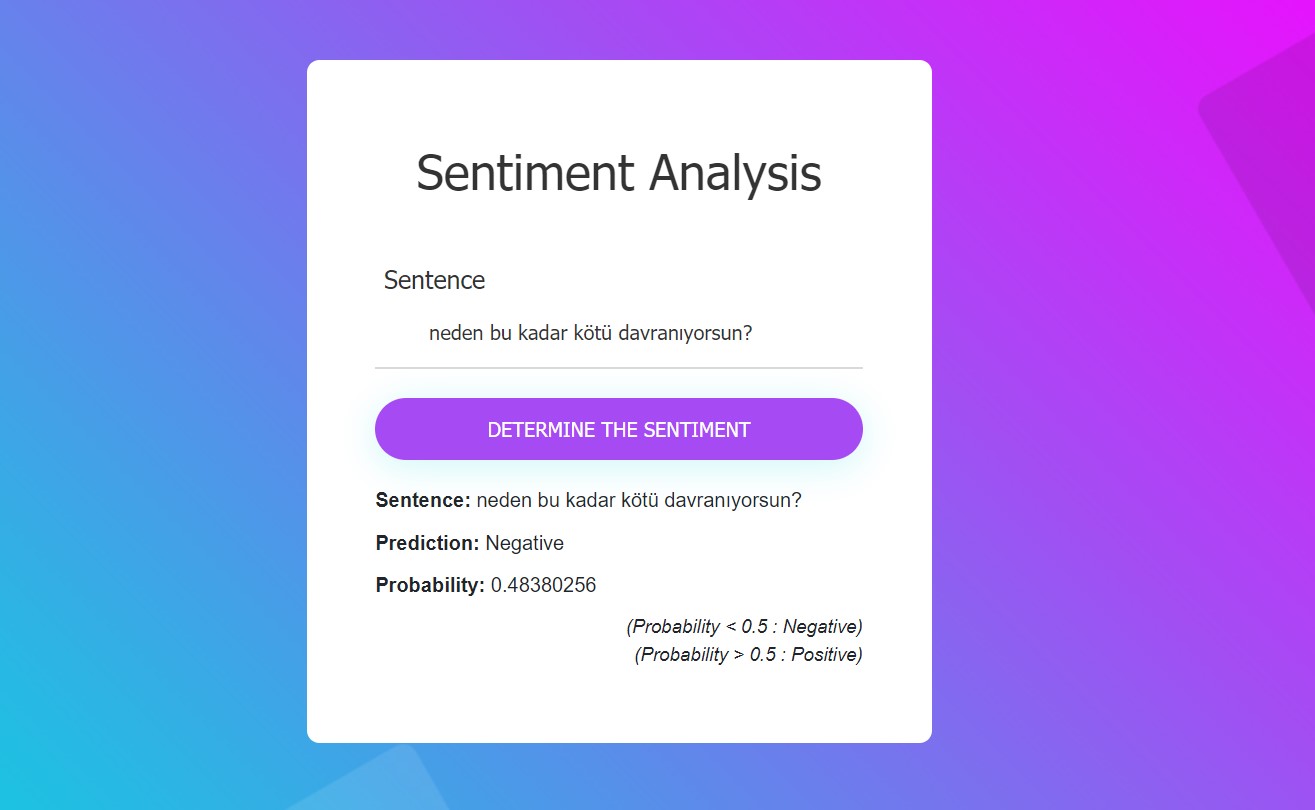 Sentiment Analysis
Sentence
neden bu kadar kötü davranıyorsun?
DETERMINE THE SENTIMENT
Sentence: neden bu kadar kötü davranıyorsun?
Prediction: Negative
Probability: 0.48380256
(Probability < 0.5 : Negative)
(Probability > 0.5 : Positive)